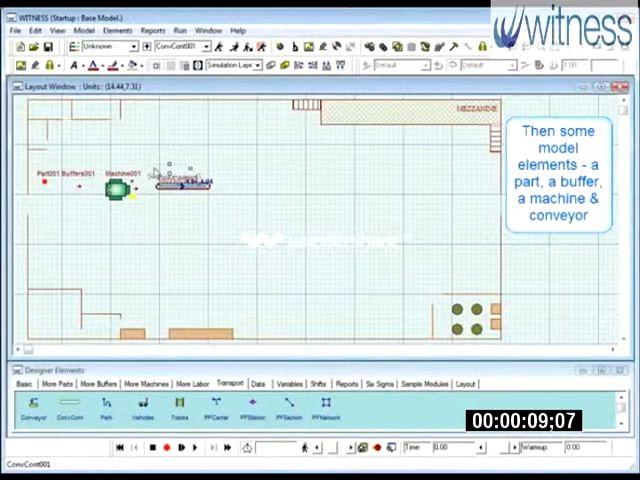 WITNESS (Startup : Base Model.)
witness
File Edit View Model Elements Reports Run Window Help
Unknown
ConvCont001
Simulation Layer
Default
Default
1.00
Layout Window : Units : (14.44,7.31)
MEZZANINE
Then some
model
elements - a
part, a buffer,
a machine &
conveyor
Part001 Buffers001 Machine001
Designer Elements
Basic More Parts More Buffers More Machines More Labor Transport Data Variables Shifts Reports Six Sigma Sample Modules Layout
Conveyor ConvCont Path Vehicles Tracks PFCarrier PFStation PFSection PFNetwork
00:00:09;07
Time: 0.00 Warmup: 0.00
ConvCont001